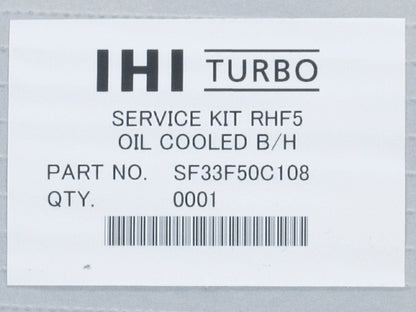 IHI TURBO
SERVICE KIT RHF5
OIL COOLED B/H
PART NO. SF33F50C108
QTY. 0001